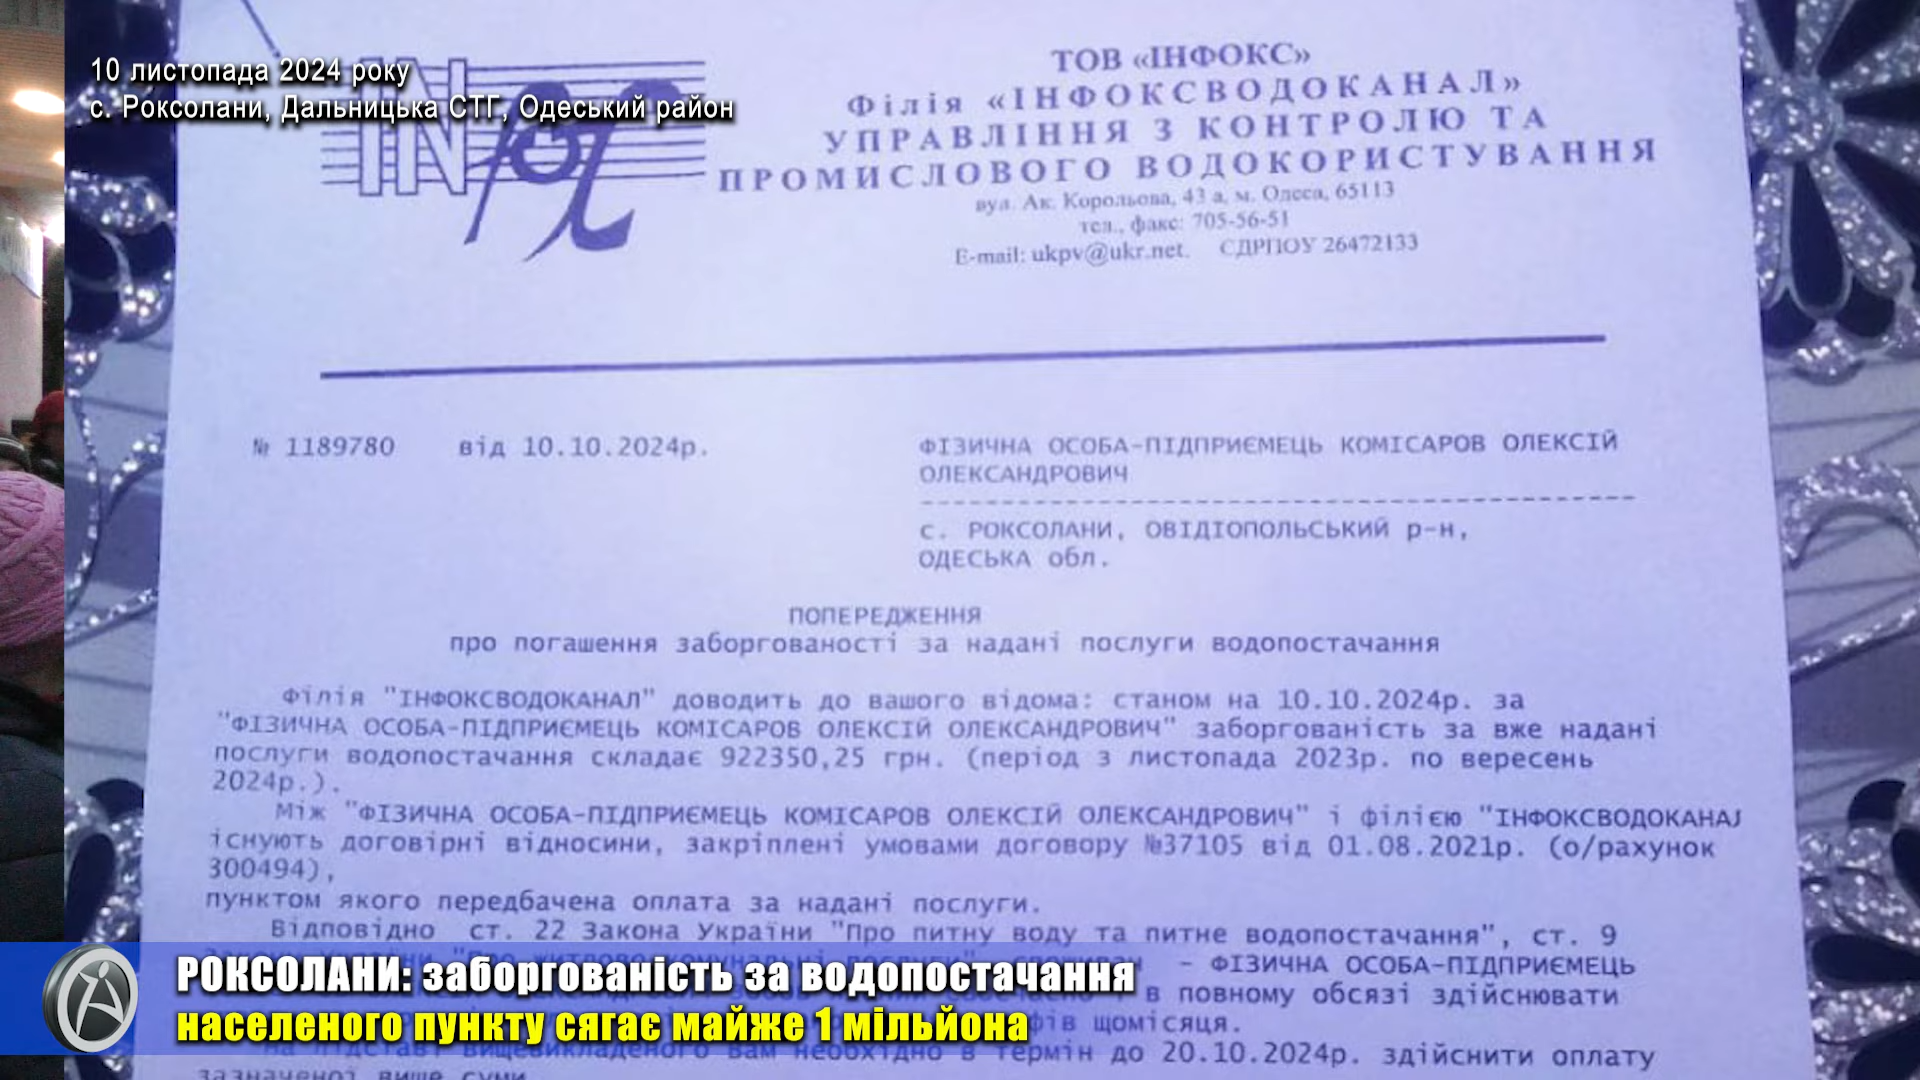 10 листопада 2024 року
с. Роксолани, Дальницька СТГ, Одеський район
ТОВ «ІНФОКС»
Філія «ІНФОКСВОДОКАНАЛ»
УПРАВЛІННЯ З КОНТРОЛЮ ТА
ПРОМИСЛОВОГО ВОДОКОРИСТУВАННЯ
вул. Ак. Корольова, 43 а, м. Одеса, 65113
тел., факс: 705-56-51
E-mail: ukpv@ukr.net. ЄДРПОУ 26472133
№ 1189780 від 10.10.2024р.
ФІЗИЧНА ОСОБА-ПІДПРИЄМЕЦЬ КОМІСАРОВ ОЛЕКСІЙ
ОЛЕКСАНДРОВИЧ
с. РОКСОЛАНИ, ОВІДІОПОЛЬСЬКИЙ р-н,
ОДЕСЬКА обл.
ПОПЕРЕДЖЕННЯ
про погашення заборгованості за надані послуги водопостачання
Філія "ІНФОКСВОДОКАНАЛ" доводить до вашого відома: станом на 10.10.2024р. за
"ФІЗИЧНА ОСОБА-ПІДПРИЄМЕЦЬ КОМІСАРОВ ОЛЕКСІЙ ОЛЕКСАНДРОВИЧ" заборгованість за вже надані
послуги водопостачання складає 922350,25 грн. (період з листопада 2023р. по вересень
2024р.).
Між "ФІЗИЧНА ОСОБА-ПІДПРИЄМЕЦЬ КОМІСАРОВ ОЛЕКСІЙ ОЛЕКСАНДРОВИЧ" і філією "ІНФОКСВОДОКАНАЛ
існують договірні відносини, закріплені умовами договору №37105 від 01.08.2021р. (о/рахунок
300494),
пунктом якого передбачена оплата за надані послуги.
Відповідно ст. 22 Закона України "Про питну воду та питне водопостачання", ст. 9
- ФІЗИЧНА ОСОБА-ПІДПРИЄМЕЦЬ
і в повному обсязі здійснювати
щомісяця.
На підставі вищевикладеного Вам необхідно в термін до 20.10.2024р. здійснити оплату
зазначеної вище суми
РОКСОЛАНИ: заборгованість за водопостачання
населеного пункту сягає майже 1 мільйона